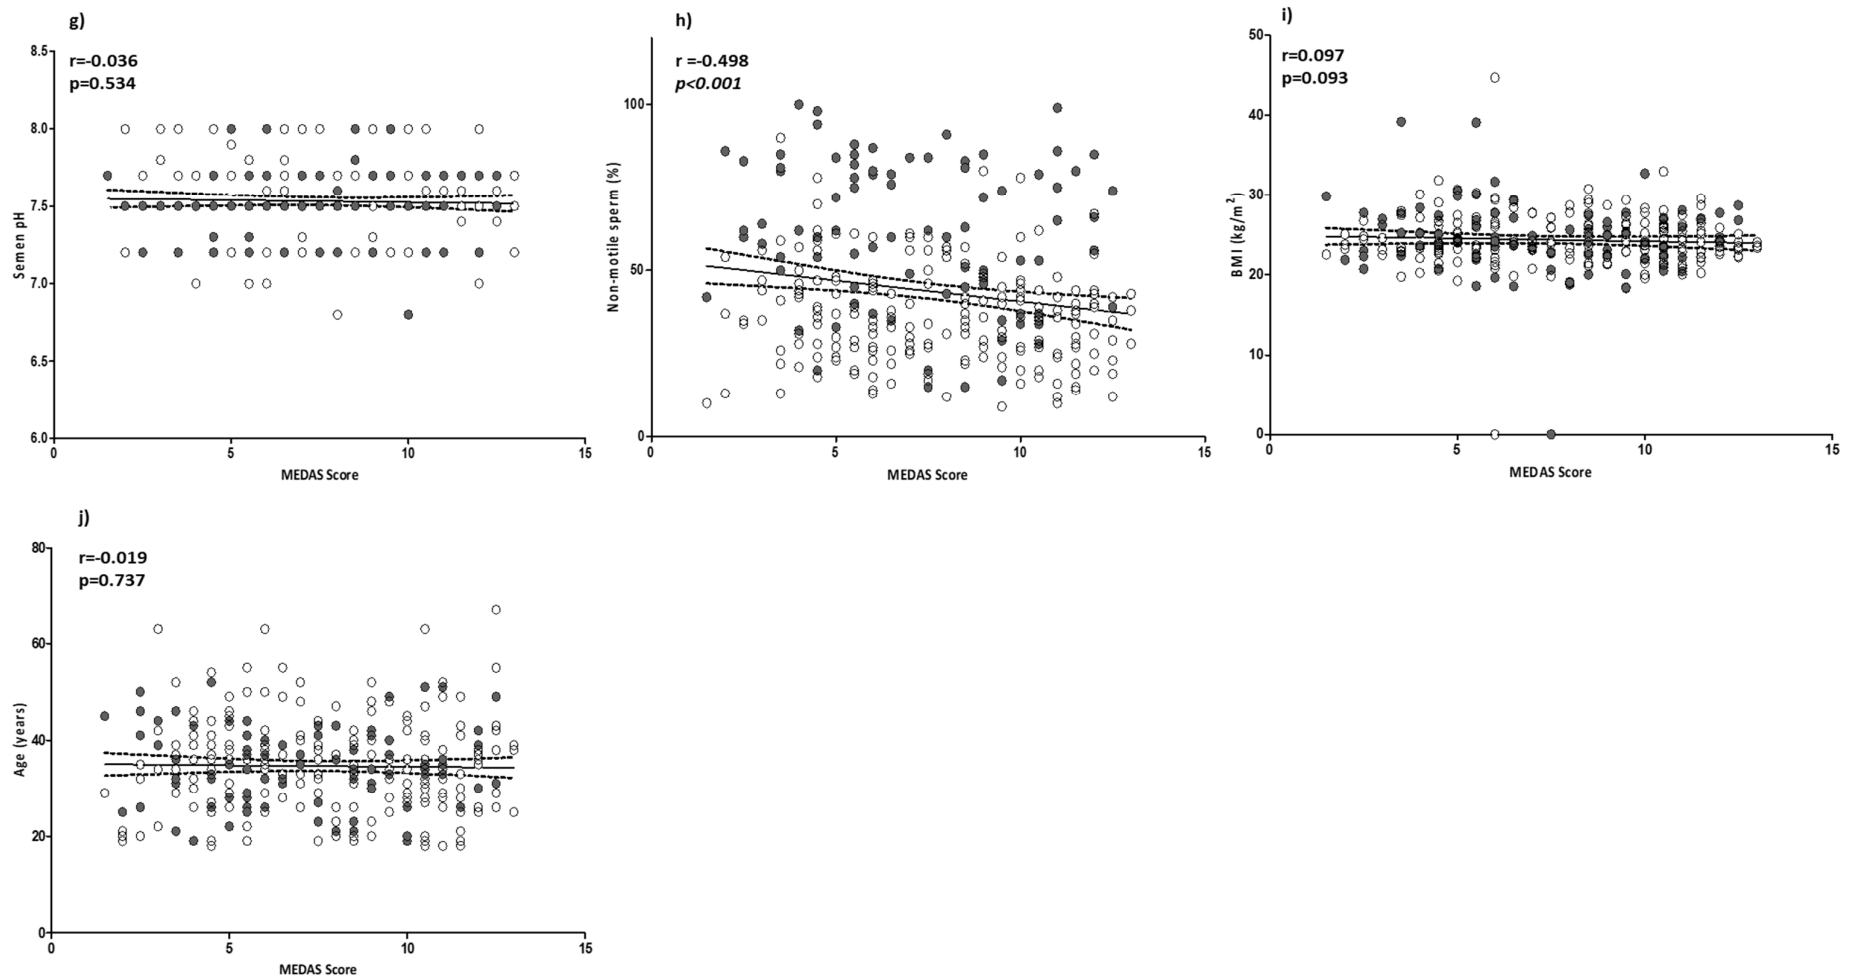 g)
r=-0.036
p=0.534
8.5
8.0
7.5
7.0
6.5
6.0
Semen pH
0
5
10
15
MEDAS Score
h)
r =-0.498
p<0.001
100
50
0
Non-motile sperm (%)
0
5
10
15
MEDAS Score
i)
r=0.097
p=0.093
50
40
30
20
10
0
BMI (kg/m²)
0
5
10
15
MEDAS Score
j)
r=-0.019
p=0.737
80
60
40
20
0
Age (years)
0
5
10
15
MEDAS Score